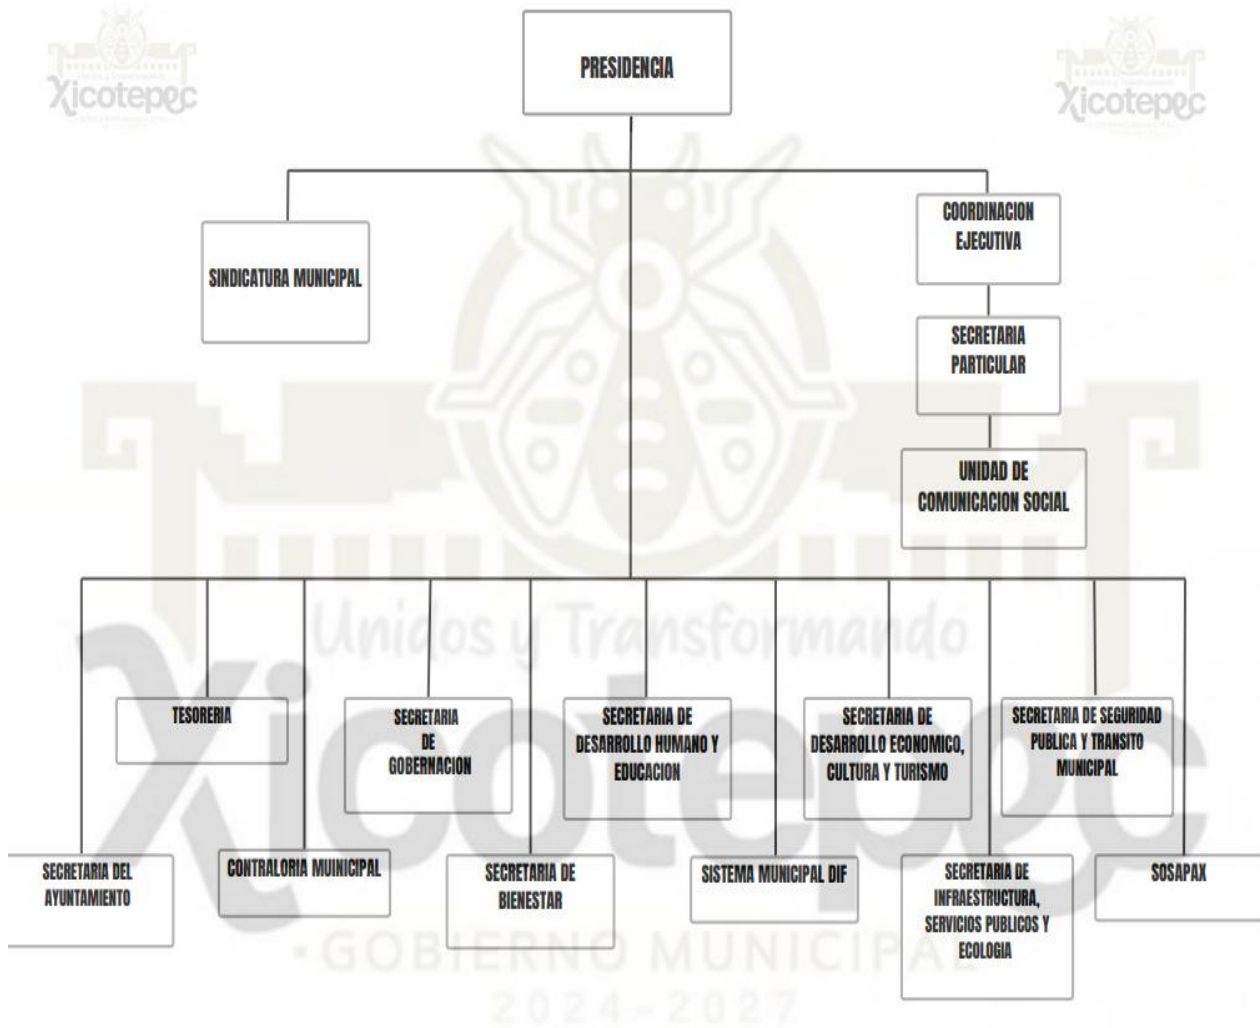 Xicotepec
Xicotepec
PRESIDENCIA
SINDICATURA MUNICIPAL
COORDINACION
EJECUTIVA
SECRETARIA
PARTICULAR
UNIDAD DE
COMUNICACION SOCIAL
Unidos y Transformando
Xicotepec
TESORERIA
SECRETARIA
DE
GOBERNACION
SECRETARIA DE
DESARROLLO HUMANO Y
EDUCACION
SECRETARIA DE
DESARROLLO ECONOMICO,
CULTURA Y TURISMO
SECRETARIA DE SEGURIDAD
PUBLICA Y TRANSITO
MUNICIPAL
SECRETARIA DEL
AYUNTAMIENTO
CONTRALORIA MUINICIPAL
SECRETARIA DE
BIENESTAR
SISTEMA MUNICIPAL DIF
SECRETARIA DE
INFRAESTRUCTURA,
SERVICIOS PUBLICOS Y
ECOLOGIA
SOSAPAX
• GOBIERNO MUNICIPAL
2024-2027